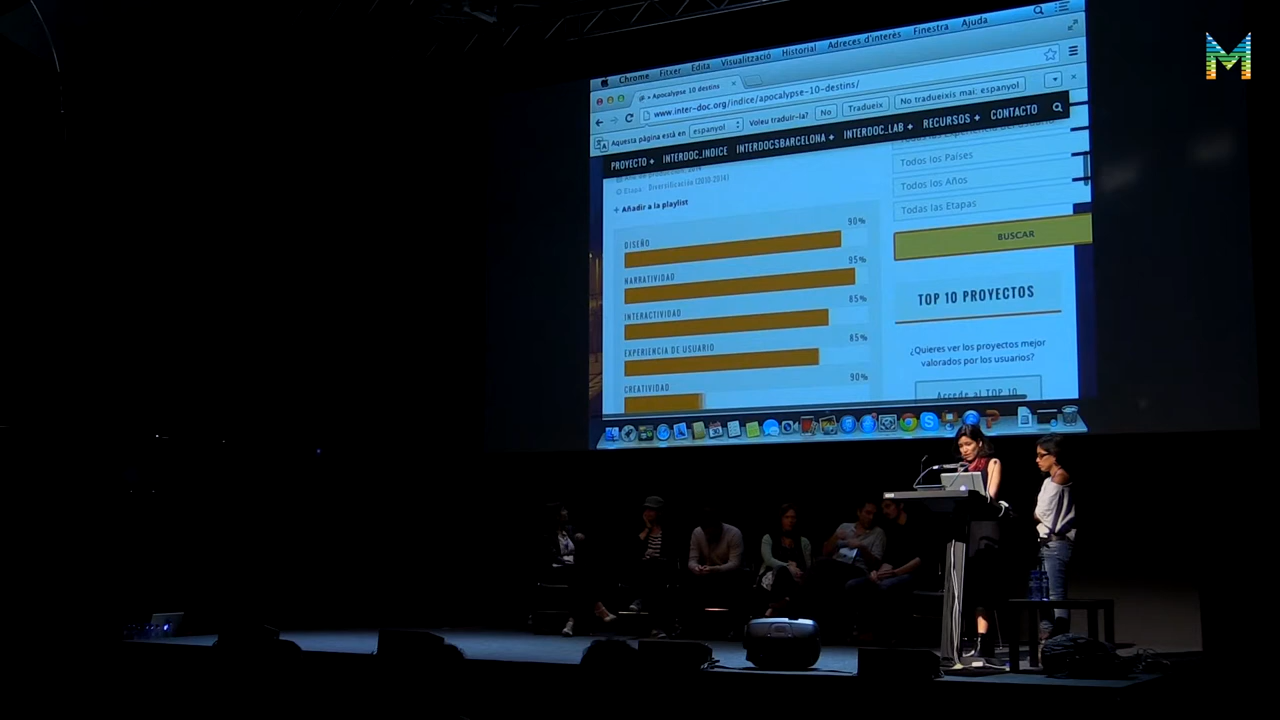 Chrome Fitxer Edita Visualització Historial Adreces d'interès Finestra Ajuda
» Apocalypse 10 destins
www.inter-doc.org/indice/apocalypse-10-destins/
Aquesta pàgina està en espanyol Voleu traduir-la? No Tradueix No tradueixis mai: espanyol
PROYECTO + INTERDOC.INDICE INTERDOCSBARCELONA + INTERDOC_LAB + RECURSOS + CONTACTO
Etapa: Diversificación (2010-2014)
+ Añadir a la playlist
DISEÑO 90%
NARRATIVIDAD 95%
INTERACTIVIDAD 85%
EXPERIENCIA DE USUARIO 85%
CREATIVIDAD 90%
Todos los Países
Todos los Años
Todas las Etapas
BUSCAR
TOP 10 PROYECTOS
¿Quieres ver los proyectos mejor
valorados por los usuarios?
Accede al TOP 10
M